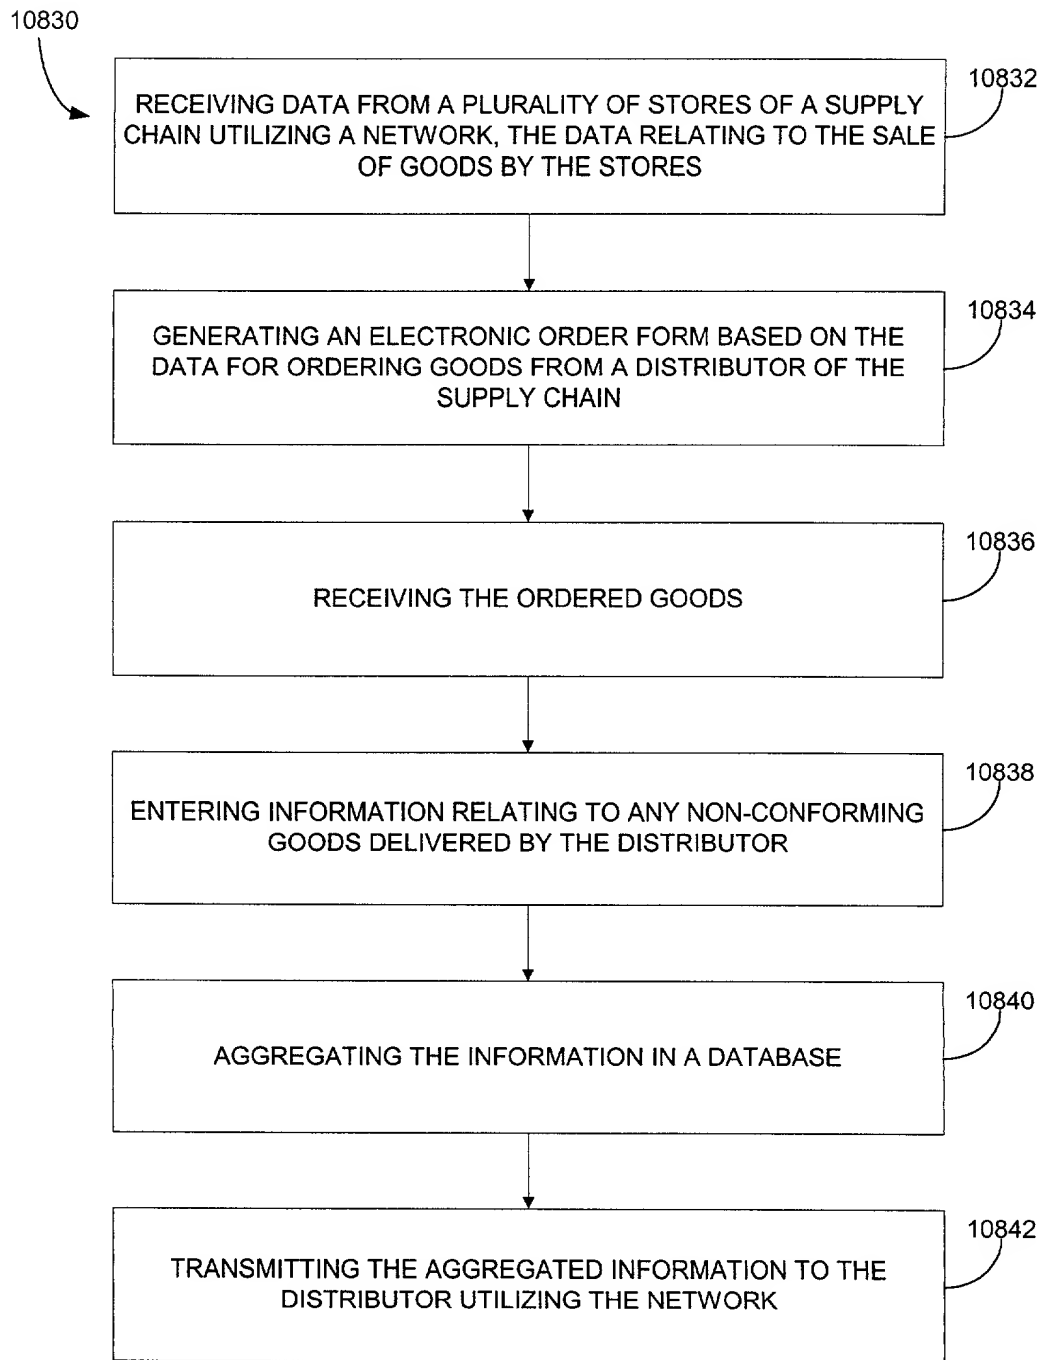 10830
10832
RECEIVING DATA FROM A PLURALITY OF STORES OF A SUPPLY
CHAIN UTILIZING A NETWORK, THE DATA RELATING TO THE SALE
OF GOODS BY THE STORES
10834
GENERATING AN ELECTRONIC ORDER FORM BASED ON THE
DATA FOR ORDERING GOODS FROM A DISTRIBUTOR OF THE
SUPPLY CHAIN
10836
RECEIVING THE ORDERED GOODS
10838
ENTERING INFORMATION RELATING TO ANY NON-CONFORMING
GOODS DELIVERED BY THE DISTRIBUTOR
10840
AGGREGATING THE INFORMATION IN A DATABASE
10842
TRANSMITTING THE AGGREGATED INFORMATION TO THE
DISTRIBUTOR UTILIZING THE NETWORK